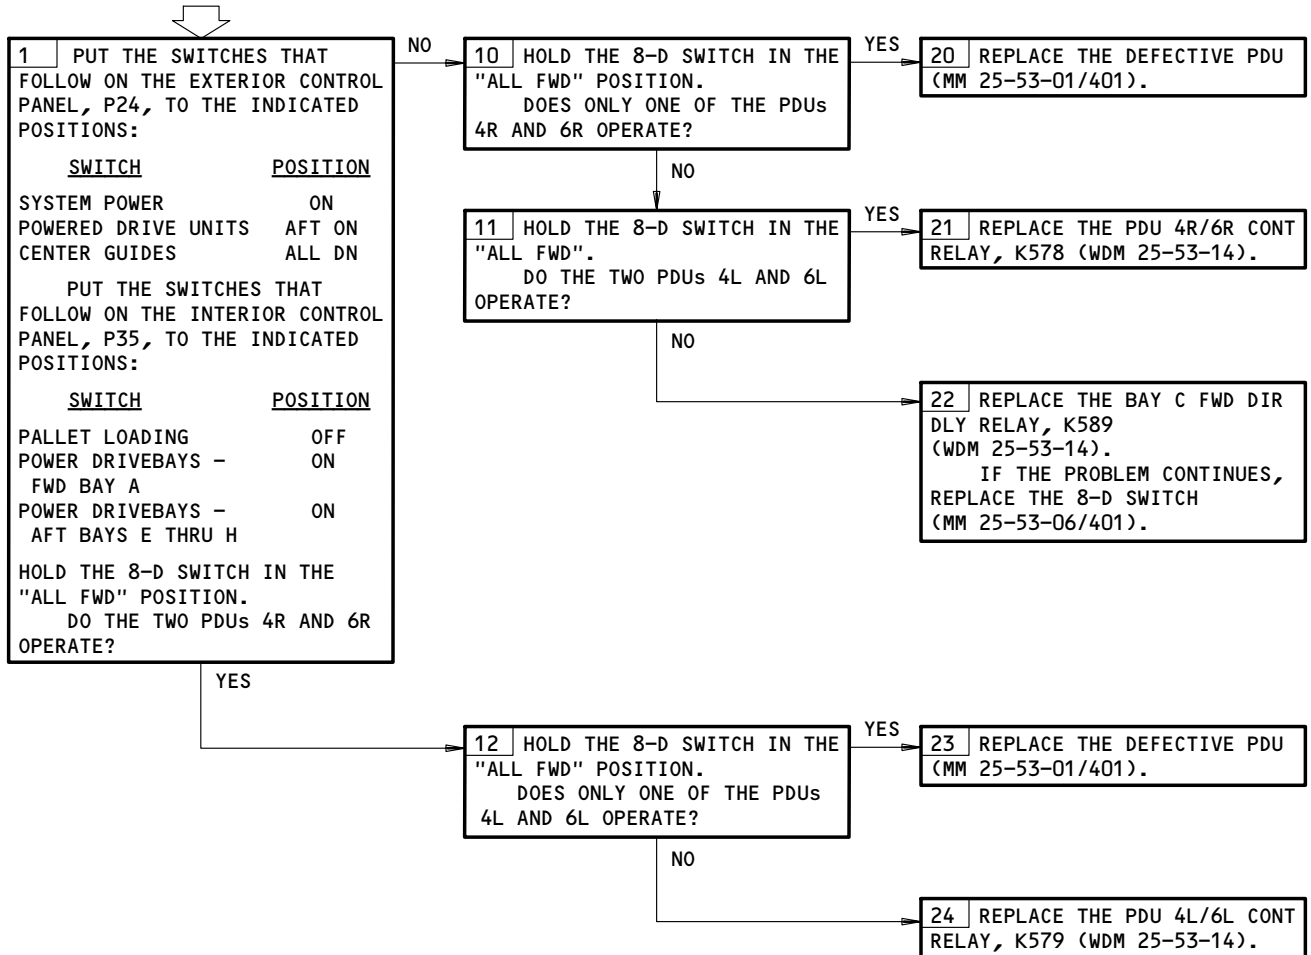 1 PUT THE SWITCHES THAT
FOLLOW ON THE EXTERIOR CONTROL
PANEL, P24, TO THE INDICATED
POSITIONS:
SWITCH POSITION
SYSTEM POWER ON
POWERED DRIVE UNITS AFT ON
CENTER GUIDES ALL DN
PUT THE SWITCHES THAT
FOLLOW ON THE INTERIOR CONTROL
PANEL, P35, TO THE INDICATED
POSITIONS:
SWITCH POSITION
PALLET LOADING OFF
POWER DRIVEBAYS – ON
FWD BAY A
POWER DRIVEBAYS – ON
AFT BAYS E THRU H
HOLD THE 8-D SWITCH IN THE
"ALL FWD" POSITION.
DO THE TWO PDUs 4R AND 6R
OPERATE?
NO
YES
10 HOLD THE 8-D SWITCH IN THE
"ALL FWD" POSITION.
DOES ONLY ONE OF THE PDUs
4R AND 6R OPERATE?
YES
NO
20 REPLACE THE DEFECTIVE PDU
(MM 25-53-01/401).
11 HOLD THE 8-D SWITCH IN THE
"ALL FWD".
DO THE TWO PDUs 4L AND 6L
OPERATE?
YES
NO
21 REPLACE THE PDU 4R/6R CONT
RELAY, K578 (WDM 25-53-14).
22 REPLACE THE BAY C FWD DIR
DLY RELAY, K589
(WDM 25-53-14).
IF THE PROBLEM CONTINUES,
REPLACE THE 8-D SWITCH
(MM 25-53-06/401).
12 HOLD THE 8-D SWITCH IN THE
"ALL FWD" POSITION.
DOES ONLY ONE OF THE PDUs
4L AND 6L OPERATE?
YES
NO
23 REPLACE THE DEFECTIVE PDU
(MM 25-53-01/401).
24 REPLACE THE PDU 4L/6L CONT
RELAY, K579 (WDM 25-53-14).